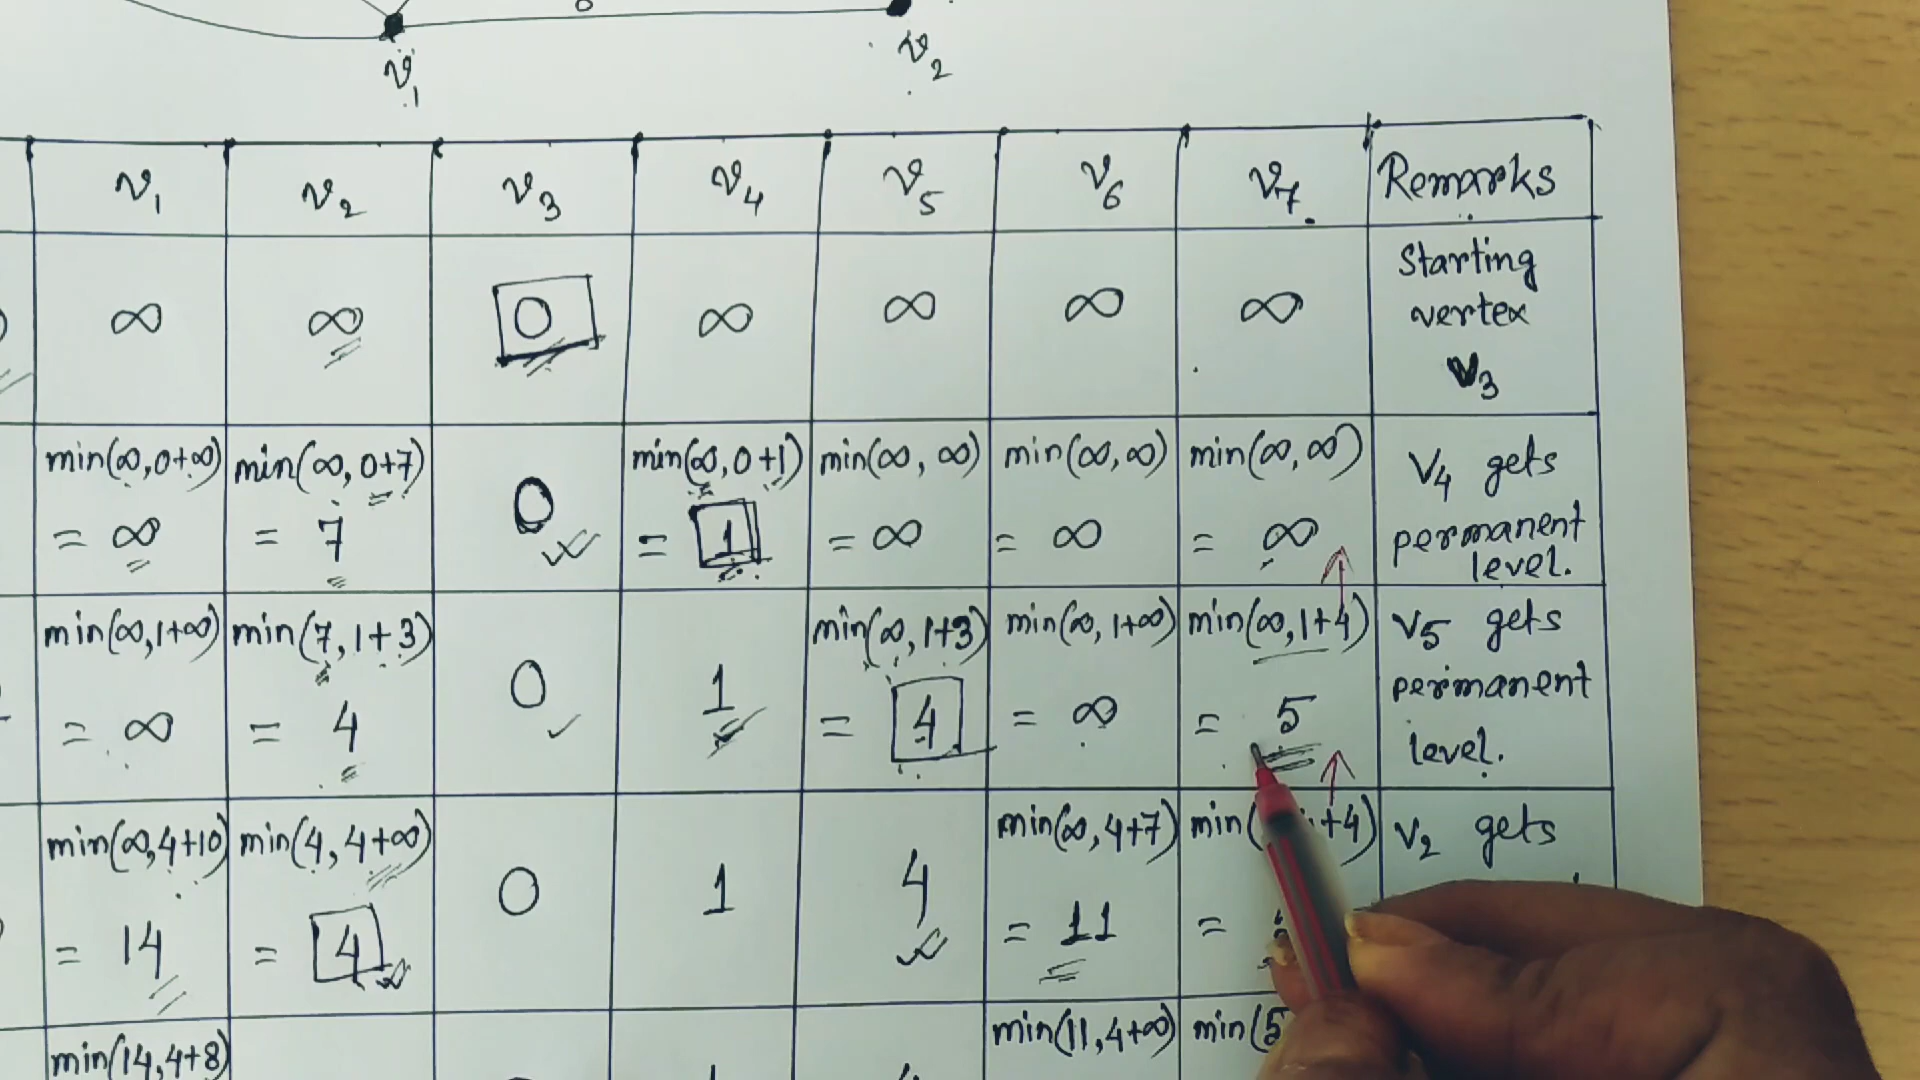 v1 v2
v1 v2 v3 v4 v5 v6 v7 Remarks
∞ ∞ 0 ∞ ∞ ∞ ∞ Starting
vertex
v3
min(∞,0+∞) min(∞,0+7) 0 min(∞,0+1) min(∞,∞) min(∞,∞) min(∞,∞) V4 gets
= ∞ = 7 = 1 = ∞ = ∞ = ∞ permanent
level.
min(∞,1+∞) min(7,1+3) 0 1 min(∞,1+3) min(∞,1+∞) min(∞,1+4) V5 gets
= ∞ = 4 = 4 = ∞ = 5 permanent
level.
min(∞,4+10) min(4,4+∞) 0 1 4 min(∞,4+7) min( +4) V2 gets
= 14 = 4 = 11 =
min(14,4+8) 1 min(11,4+∞) min(5